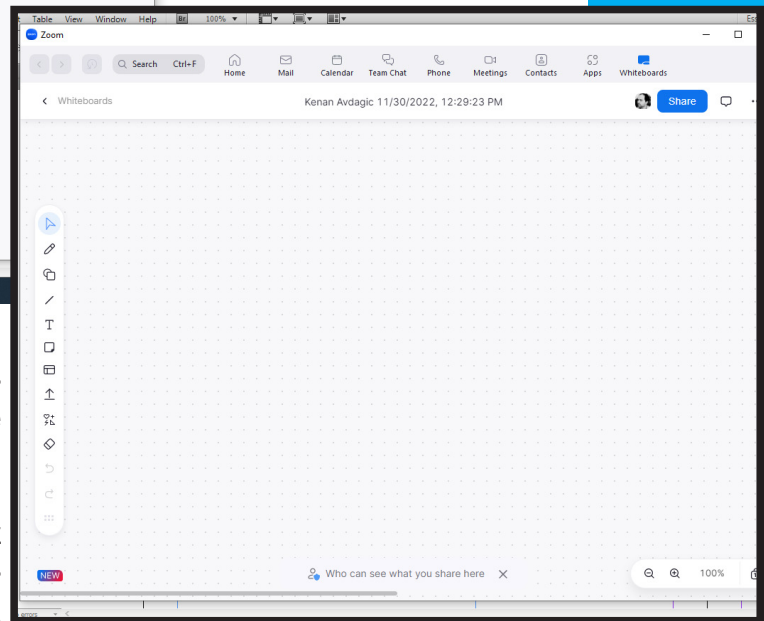 Table View Window Help Br 100%
Zoom
Search Ctrl+F
Home Mail Calendar Team Chat Phone Meetings Contacts Apps Whiteboards
Whiteboards
Kenan Avdagic 11/30/2022, 12:29:23 PM
Share
T
NEW
Who can see what you share here
100%
errors